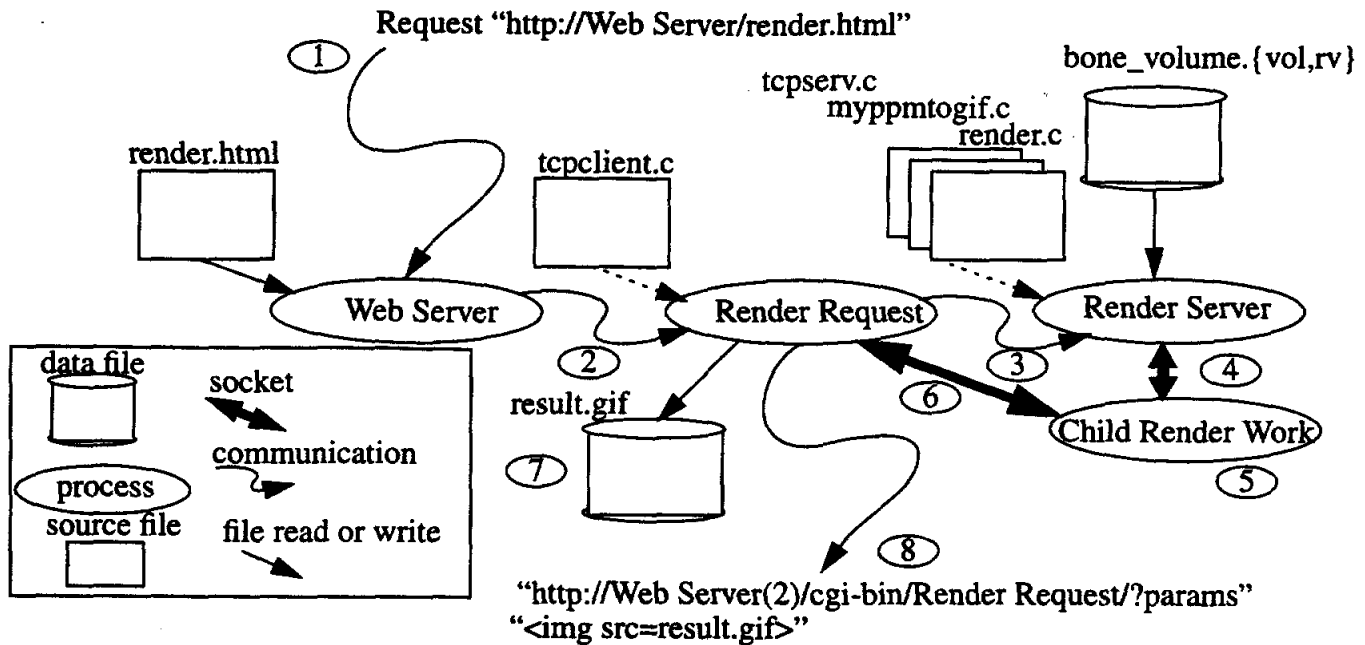 Request “http://Web Server/render.html”
1
bone_volume.{vol,rv}
tcpserv.c
myppmtogif.c
render.c
render.html
tcpclient.c
Web Server
Render Request
Render Server
2
3
4
data file
socket
6
result.gif
Child Render Work
communication
7
5
process
source file
file read or write
8
“http://Web Server(2)/cgi-bin/Render Request/?params”
“<img src=result.gif>”